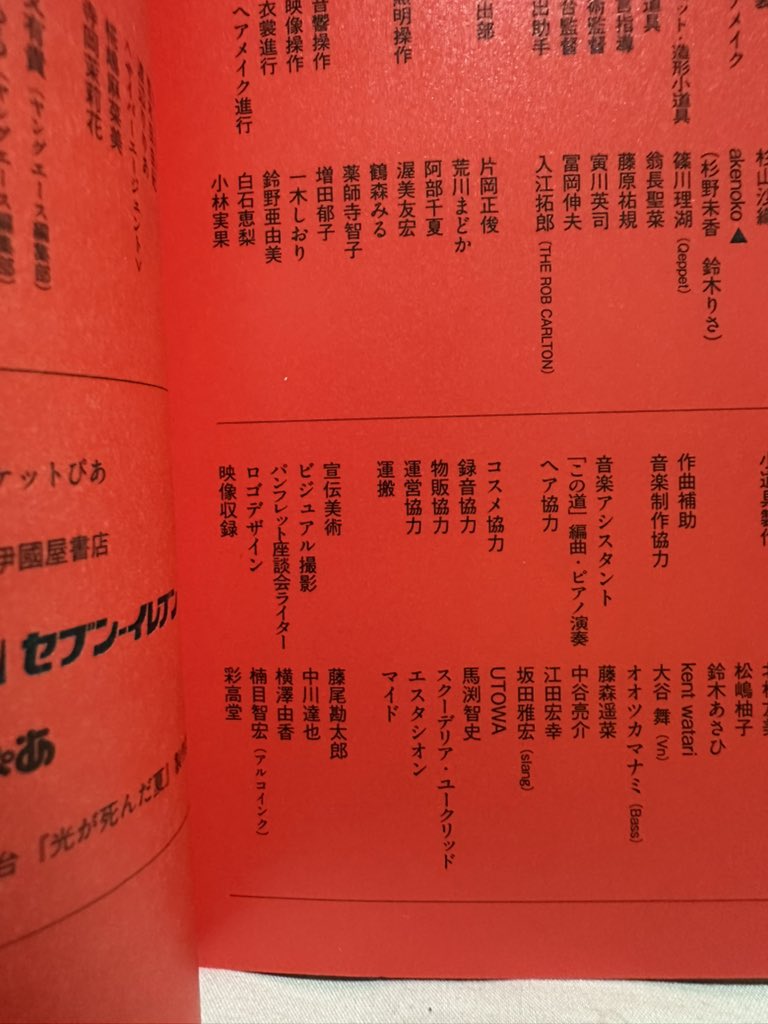 アメイク
ット・造形小道具
術監督
台監督
出助手
出部
照明操作
音響操作
映像操作
衣裳進行
ヘアメイク進行
akenoko▲
(杉野未香 鈴木りさ)
篠川理湖 (Qeppet)
翁長聖菜
藤原祐規
寅川英司
冨岡伸夫
入江拓郎 (THE ROB CARLTON)
片岡正俊
荒川まどか
阿部千夏
渥美友宏
鶴森みる
薬師寺智子
増田郁子
一木しおり
鈴野亜由美
白石恵梨
小林実果
作曲補助
音楽制作協力
音楽アシスタント
「この道」編曲・ピアノ演奏
ヘア協力
コスメ協力
録音協力
物販協力
運営協力
運搬
宣伝美術
ビジュアル撮影
パンフレット座談会ライター
ロゴデザイン
映像収録
松嶋柚子
鈴木あさひ
kent watari
大谷 舞 (Vn)
オオツカ マナミ (Bass)
藤森遥菜
中谷亮介
江田宏幸
坂田雅宏 (slang)
UTOWA
馬渕智史
スクーデリア・ユークリッド
エスタシオン
マイド
藤尾勘太郎
中川達也
横澤由香
楠目智宏 (アルコインク)
彩高堂
(ヤングエース編集部)
ケットぴあ
伊國屋書店
セブン-イレブン
ぴあ
台『光が死んだ夏』製